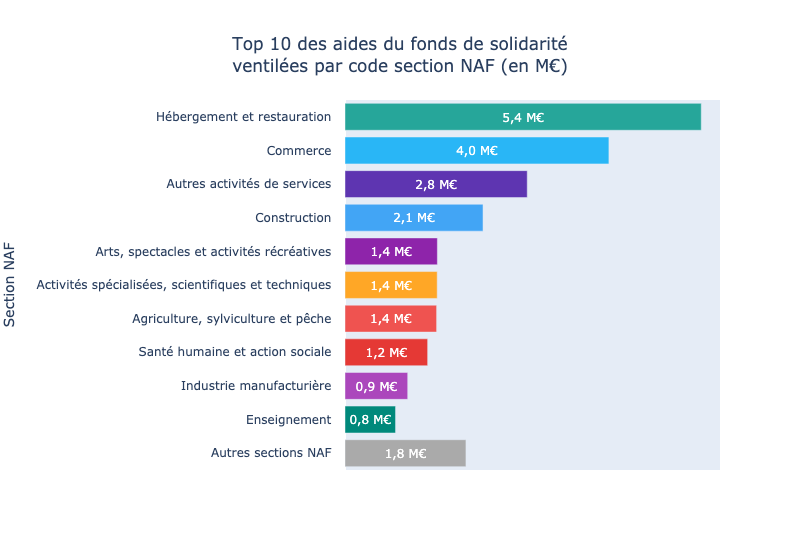 Top 10 des aides du fonds de solidarité
ventilées par code section NAF (en M€)
Section NAF
Hébergement et restauration 5,4 M€
Commerce 4,0 M€
Autres activités de services 2,8 M€
Construction 2,1 M€
Arts, spectacles et activités récréatives 1,4 M€
Activités spécialisées, scientifiques et techniques 1,4 M€
Agriculture, sylviculture et pêche 1,4 M€
Santé humaine et action sociale 1,2 M€
Industrie manufacturière 0,9 M€
Enseignement 0,8 M€
Autres sections NAF 1,8 M€